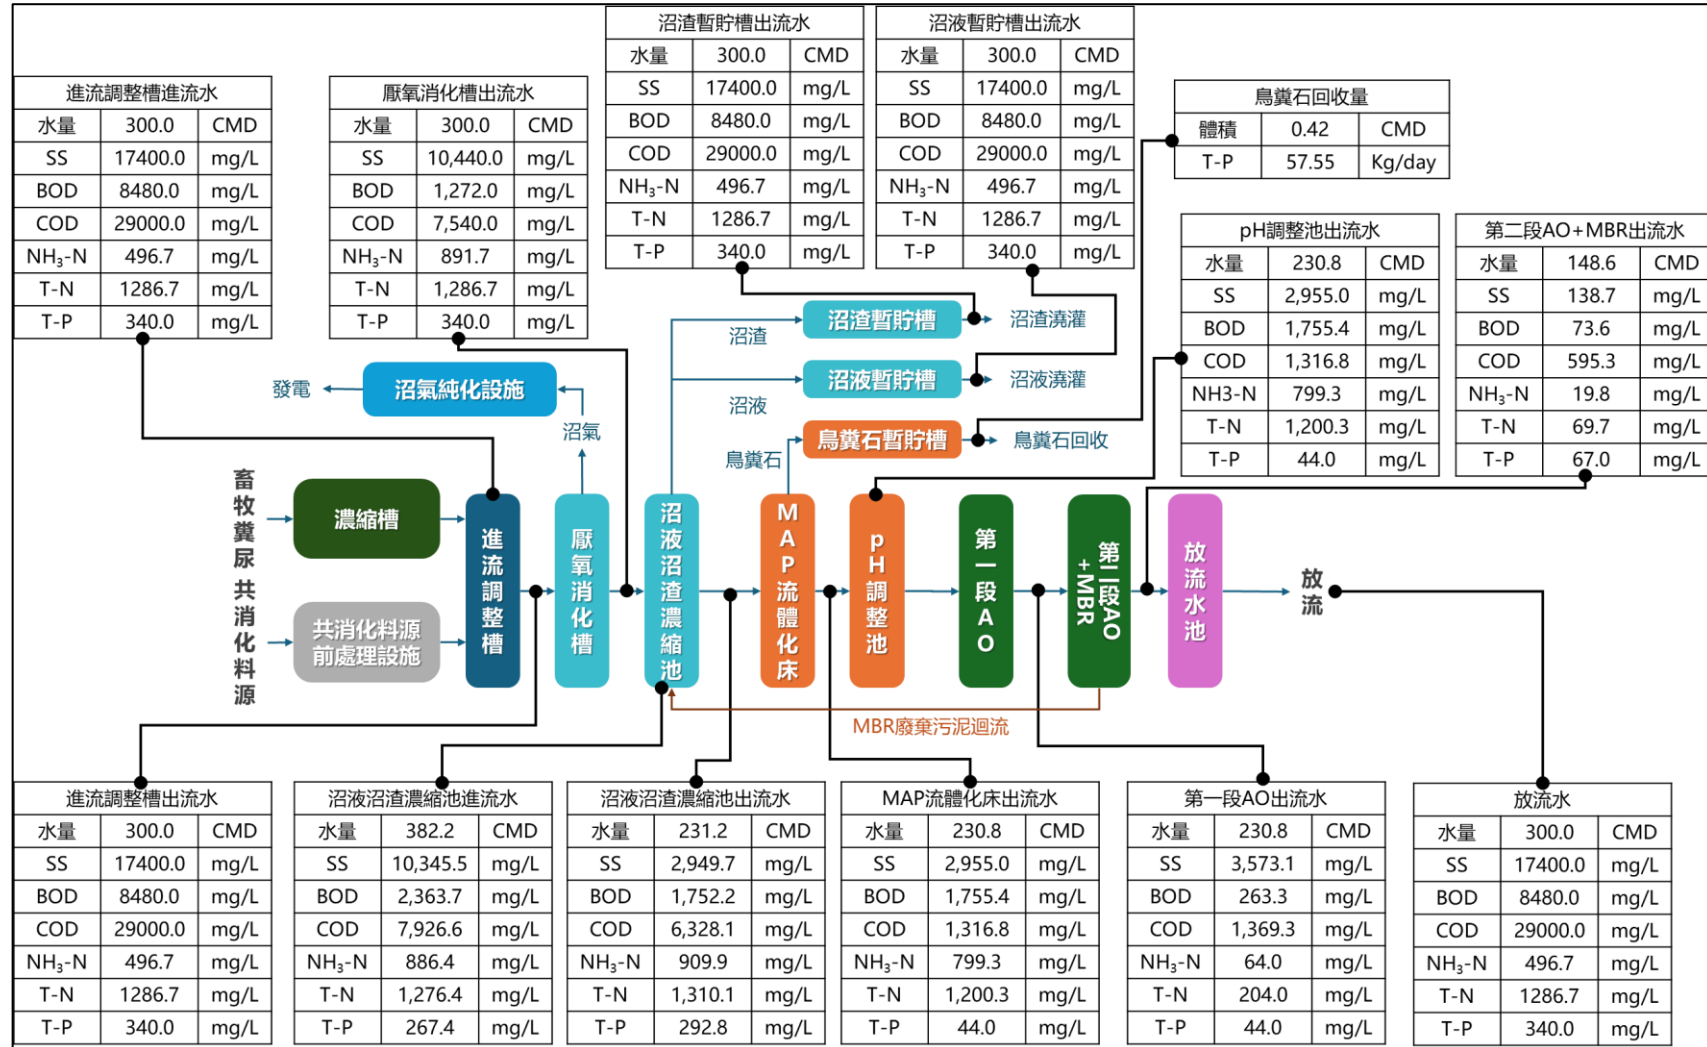 沼渣暫貯槽出流水
水量 300.0 CMD
SS 17400.0 mg/L
BOD 8480.0 mg/L
COD 29000.0 mg/L
NH₃-N 496.7 mg/L
T-N 1286.7 mg/L
T-P 340.0 mg/L
沼液暫貯槽出流水
水量 300.0 CMD
SS 17400.0 mg/L
BOD 8480.0 mg/L
COD 29000.0 mg/L
NH₃-N 496.7 mg/L
T-N 1286.7 mg/L
T-P 340.0 mg/L
進流調整槽進流水
水量 300.0 CMD
SS 17400.0 mg/L
BOD 8480.0 mg/L
COD 29000.0 mg/L
NH₃-N 496.7 mg/L
T-N 1286.7 mg/L
T-P 340.0 mg/L
厭氧消化槽出流水
水量 300.0 CMD
SS 10,440.0 mg/L
BOD 1,272.0 mg/L
COD 7,540.0 mg/L
NH₃-N 891.7 mg/L
T-N 1,286.7 mg/L
T-P 340.0 mg/L
鳥糞石回收量
體積 0.42 CMD
T-P 57.55 Kg/day
pH調整池出流水
水量 230.8 CMD
SS 2,955.0 mg/L
BOD 1,755.4 mg/L
COD 1,316.8 mg/L
NH3-N 799.3 mg/L
T-N 1,200.3 mg/L
T-P 44.0 mg/L
第二段AO+MBR出流水
水量 148.6 CMD
SS 138.7 mg/L
BOD 73.6 mg/L
COD 595.3 mg/L
NH₃-N 19.8 mg/L
T-N 69.7 mg/L
T-P 67.0 mg/L
沼渣
沼渣暫貯槽
沼渣澆灌
沼液
沼液暫貯槽
沼液澆灌
鳥糞石
鳥糞石暫貯槽
鳥糞石回收
發電
沼氣純化設施
沼氣
畜牧糞尿
共消化料源
濃縮槽
共消化料源
前處理設施
進流調整槽
厭氧消化槽
沼液沼渣濃縮池
MAP流體化床
pH調整池
第一段AO
第二段AO
+MBR
放流水池
放流
MBR廢棄污泥迴流
進流調整槽出流水
水量 300.0 CMD
SS 17400.0 mg/L
BOD 8480.0 mg/L
COD 29000.0 mg/L
NH₃-N 496.7 mg/L
T-N 1286.7 mg/L
T-P 340.0 mg/L
沼液沼渣濃縮池進流水
水量 382.2 CMD
SS 10,345.5 mg/L
BOD 2,363.7 mg/L
COD 7,926.6 mg/L
NH₃-N 886.4 mg/L
T-N 1,276.4 mg/L
T-P 267.4 mg/L
沼液沼渣濃縮池出流水
水量 231.2 CMD
SS 2,949.7 mg/L
BOD 1,752.2 mg/L
COD 6,328.1 mg/L
NH₃-N 909.9 mg/L
T-N 1,310.1 mg/L
T-P 292.8 mg/L
MAP流體化床出流水
水量 230.8 CMD
SS 2,955.0 mg/L
BOD 1,755.4 mg/L
COD 1,316.8 mg/L
NH₃-N 799.3 mg/L
T-N 1,200.3 mg/L
T-P 44.0 mg/L
第一段AO出流水
水量 230.8 CMD
SS 3,573.1 mg/L
BOD 263.3 mg/L
COD 1,369.3 mg/L
NH₃-N 64.0 mg/L
T-N 204.0 mg/L
T-P 44.0 mg/L
放流水
水量 300.0 CMD
SS 17400.0 mg/L
BOD 8480.0 mg/L
COD 29000.0 mg/L
NH₃-N 496.7 mg/L
T-N 1286.7 mg/L
T-P 340.0 mg/L